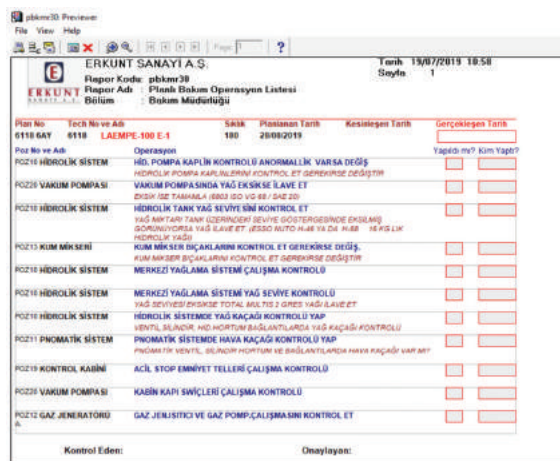 pbkmr30: Previewer
File View Help
Page: 1
ERKUNT SANAYİ A.Ş.
Tarih 19/07/2019 10:58
Sayfa 1
Rapor Kodu: pbkmr30
Rapor Adı : Planlı Bakım Operasyon Listesi
Bölüm : Bakım Müdürlüğü
ERKUNT
Plan No Tech No ve Adı Sıklık Planlanan Tarih Kesinleşen Tarih Gerçekleşen Tarih
6118 6AY 6118 LAEMPE-100 E-1 180 28/08/2019
Poz No ve Adı Operasyon Yapıldı mı? Kim Yaptı?
POZ10 HİDROLİK SİSTEM HİD. POMPA KAPLİN KONTROLÜ ANORMALLİK VARSA DEĞİŞ
HİDROLİK POMPA KAPLİNLERİNİ KONTROL ET GEREKİRSE DEĞİŞTİR
POZ20 VAKUM POMPASI VAKUM POMPASINDA YAĞ EKSİKSE İLAVE ET
EKSİK İSE TAMAMLA (6803 ISO VG 68 / SAE 20)
POZ10 HİDROLİK SİSTEM HİDROLİK TANK YAĞ SEVİYESİNİ KONTROL ET
YAĞ MİKTARI TANK ÜZERİNDEKİ SEVİYE GÖSTERGESİNDE EKSİLMİŞ
GÖRÜNÜYORSA YAĞ İLAVE ET (ESSO NUTO H-46 YA DA H-68 16 KG LIK
HİDROLİK YAĞI)
POZ13 KUM MİKSERİ KUM MİKSER BIÇAKLARINI KONTROL ET GEREKİRSE DEĞİŞ.
KUM MİKSER BIÇAKLARINI KONTROL ET GEREKİRSE DEĞİŞTİR
POZ10 HİDROLİK SİSTEM MERKEZİ YAĞLAMA SİSTEMİ ÇALIŞMA KONTROLÜ
POZ10 HİDROLİK SİSTEM MERKEZİ YAĞLAMA SİSTEMİ YAĞ SEVİYE KONTROLÜ
YAĞ SEVİYESİ EKSİKSE TOTAL MULTIS 2 GRES YAĞI İLAVE ET
POZ10 HİDROLİK SİSTEM HİDROLİK SİSTEMDE YAĞ KAÇAĞI KONTROLÜ YAP
VENTİL,SİLİNDİR, HİD.HORTUM BAĞLANTILARDA YAĞ KAÇAĞI KONTROLÜ
POZ11 PNOMATİK SİSTEM PNOMATİK SİSTEMDE HAVA KAÇAĞI KONTROLÜ YAP
PNOMATİK VENTİL, SİLİNDİR HORTUM VE BAĞLANTILARDA HAVA KAÇAĞI VAR MI?
POZ19 KONTROL KABİNİ ACİL STOP EMNİYET TELLERİ ÇALIŞMA KONTROLÜ
POZ20 VAKUM POMPASI KABİN KAPI SWİÇLERİ ÇALIŞMA KONTROLÜ
POZ12 GAZ JENERATÖRÜ GAZ JEN.ISITICI VE GAZ POMP.ÇALIŞMASINI KONTROL ET
Kontrol Eden: Onaylayan: